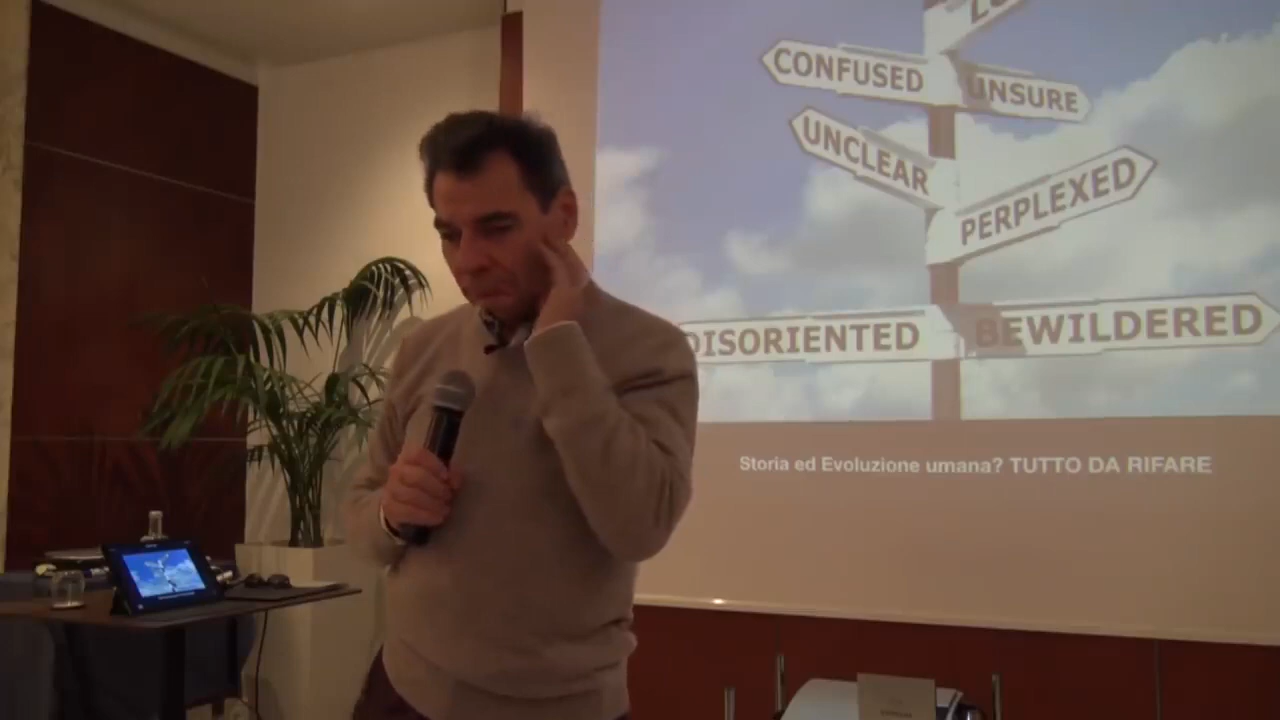 CONFUSED
UNSURE
UNCLEAR
PERPLEXED
DISORIENTED
BEWILDERED
Storia ed Evoluzione umana? TUTTO DA RIFARE